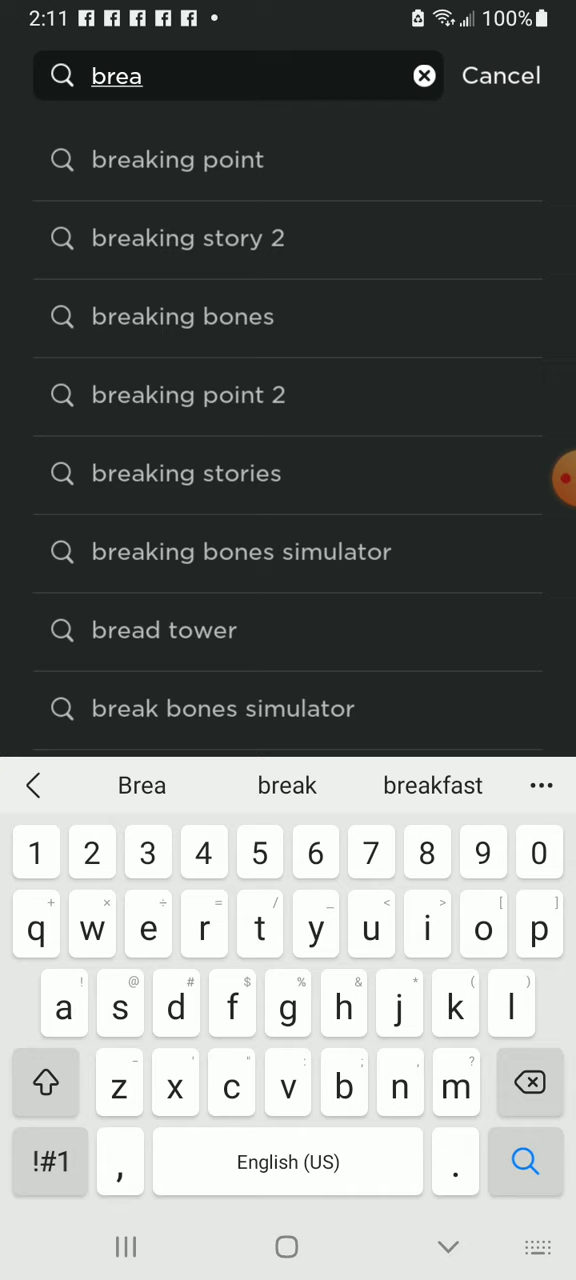 2:11 100%
brea Cancel
breaking point
breaking story 2
breaking bones
breaking point 2
breaking stories
breaking bones simulator
bread tower
break bones simulator
Brea break breakfast ...
1 2 3 4 5 6 7 8 9 0
+ × ÷ = / _ < > [ ]
q w e r t y u i o p
! @ # $ % & * ( )
a s d f g h j k l
- ' " : ; , ?
z x c v b n m
!#1 , English (US) .